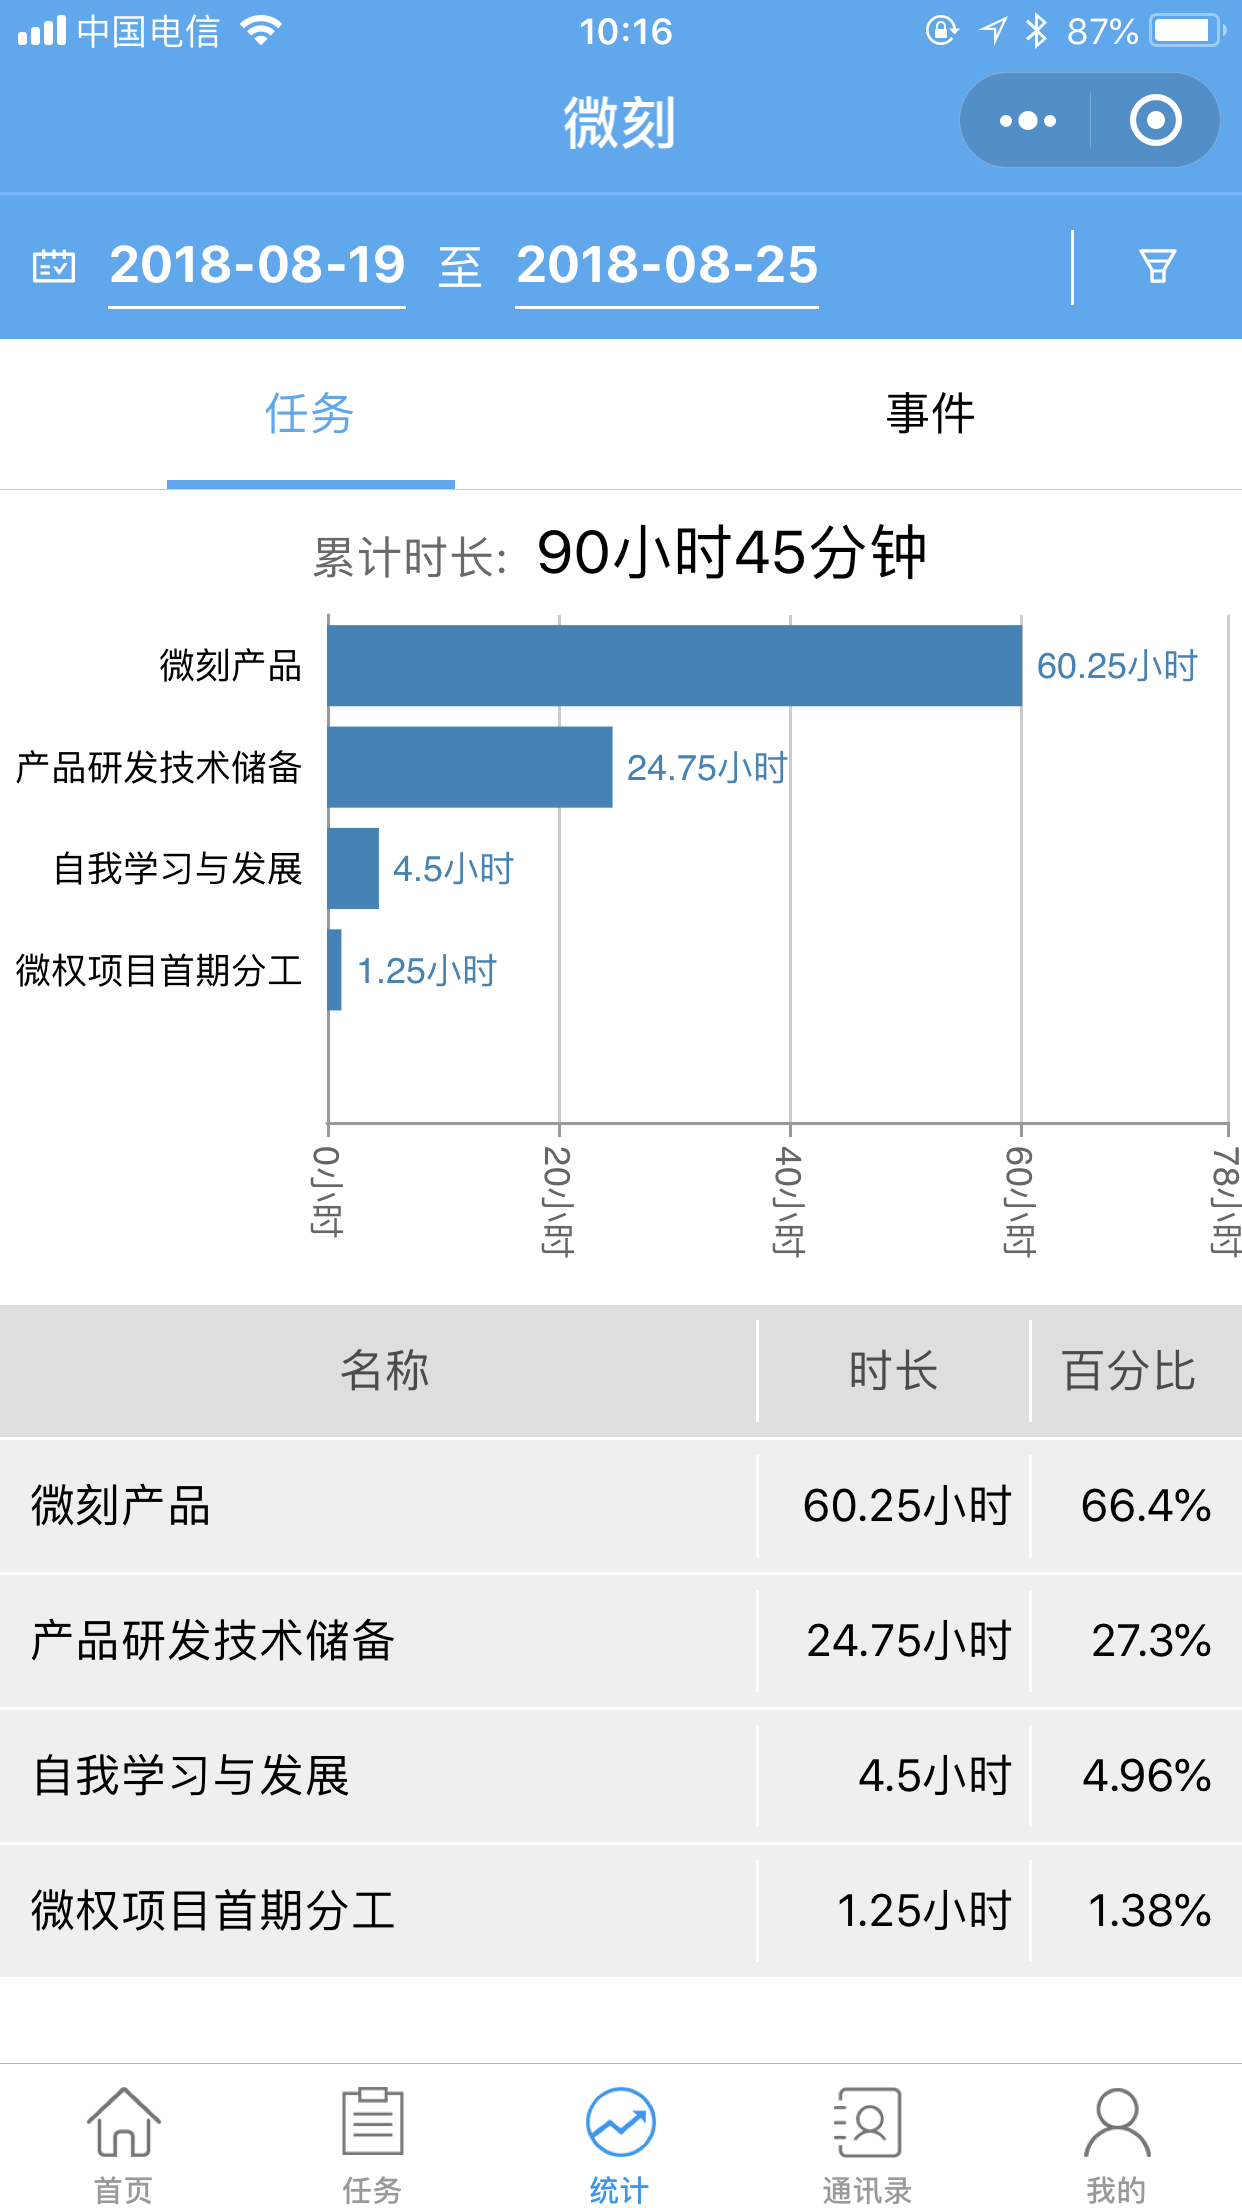 中国电信 10:16 87%
微刻
2018-08-19 至 2018-08-25
任务 事件
累计时长: 90小时45分钟
微刻产品 60.25小时
产品研发技术储备 24.75小时
自我学习与发展 4.5小时
微权项目首期分工 1.25小时
0小时 20小时 40小时 60小时 78小时
名称 时长 百分比
微刻产品 60.25小时 66.4%
产品研发技术储备 24.75小时 27.3%
自我学习与发展 4.5小时 4.96%
微权项目首期分工 1.25小时 1.38%
首页 任务 统计 通讯录 我的